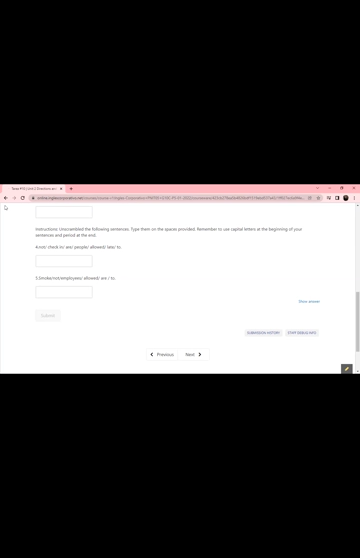 Instructions: Unscrambled the following sentences. Type them on the spaces provided. Remember to use capital letters at the beginning of your
sentences and period at the end.
4.not/ check in/ are/ people/ allowed/ late/ to.
5.Smoke/not/employees/ allowed/ are / to.
Show answer
Submit
SUBMISSION HISTORY
STAFF DEBUG INFO
Previous
Next